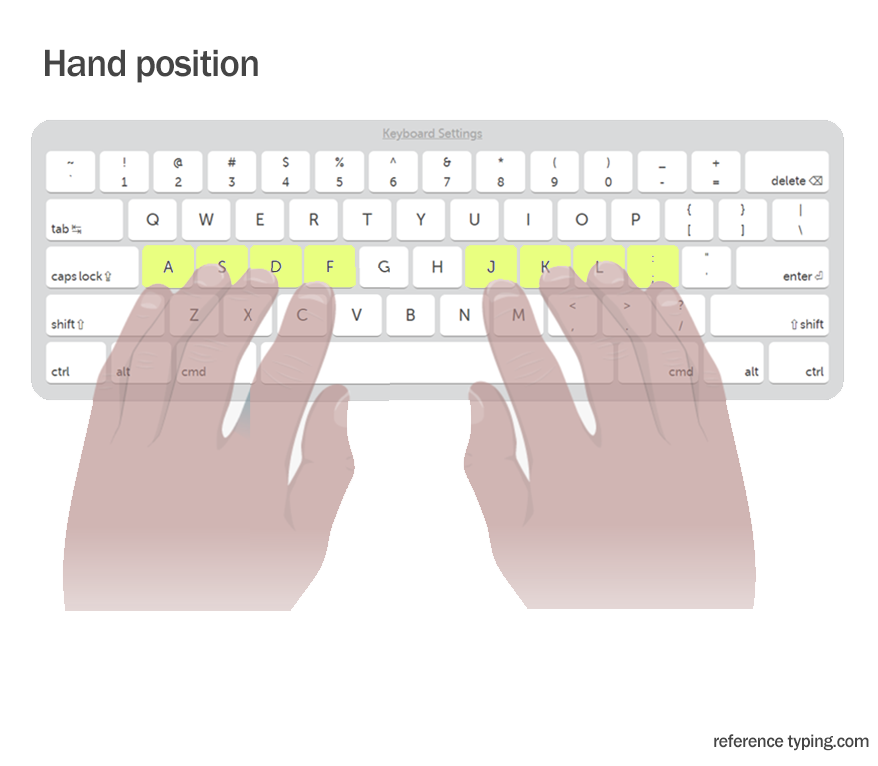 Hand position
Keyboard Settings
~ ! @ # $ % ^ & * ( ) _ +
` 1 2 3 4 5 6 7 8 9 0 - = delete ⌫
tab ↹ Q W E R T Y U I O P { [ } ] | \
caps lock ⇪ A S D F G H J K L : ; " ' enter ⏎
shift ⇧ Z X C V B N M < , > . ? / ⇧ shift
ctrl alt cmd cmd alt ctrl
reference typing.com